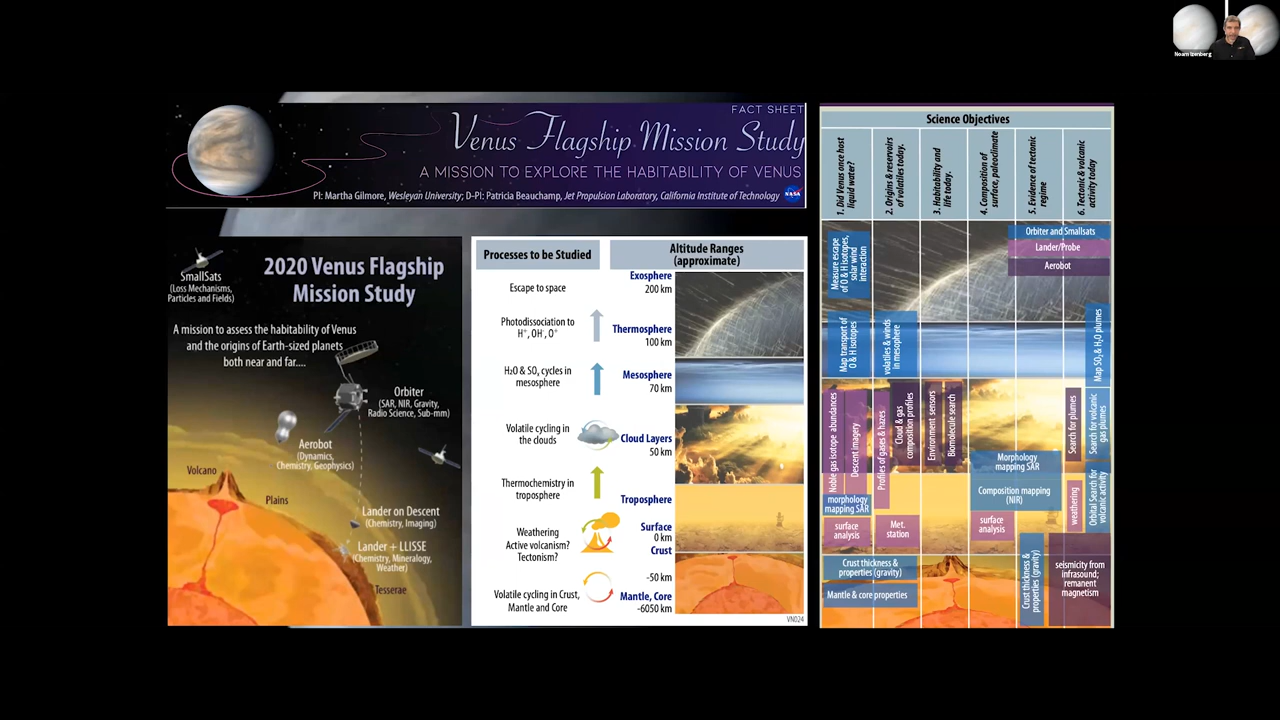 Noam Izenberg
FACT SHEET
Venus Flagship Mission Study
A MISSION TO EXPLORE THE HABITABILITY OF VENUS
PI: Martha Gilmore, Wesleyan University; D-PI: Patricia Beauchamp, Jet Propulsion Laboratory, California Institute of Technology
NASA
2020 Venus Flagship
Mission Study
SmallSats
(Loss Mechanisms,
Particles and Fields)
A mission to assess the habitability of Venus
and the origins of Earth-sized planets
both near and far....
Orbiter
(SAR, NIR, Gravity,
Radio Science, Sub-mm)
Aerobot
(Dynamics,
Chemistry, Geophysics)
Volcano
Plains
Lander on Descent
(Chemistry, Imaging)
Lander + LLISSE
(Chemistry, Mineralogy,
Weather)
Tesserae
Processes to be Studied
Altitude Ranges
(approximate)
Escape to space
Exosphere
200 km
Photodissociation to
H⁺, OH⁻, O⁺
Thermosphere
100 km
H₂O & SOₓ cycles in
mesosphere
Mesosphere
70 km
Volatile cycling in
the clouds
Cloud Layers
50 km
Thermochemistry in
troposphere
Troposphere
Weathering
Active volcanism?
Tectonism?
Surface
0 km
Crust
-50 km
Volatile cycling in Crust,
Mantle and Core
Mantle, Core
-6050 km
VN024
Science Objectives
1. Did Venus once host
liquid water?
2. Origins & reservoirs
of volatiles today.
3. Habitability and
life today.
4. Composition of
surface, paleoclimate
5. Evidence of tectonic
regime
6. Tectonic & volcanic
activity today
Orbiter and Smallsats
Lander/Probe
Aerobot
Measure escape
of O & H isotopes,
solar wind
interaction
Map transport of
O & H isotopes
volatiles & winds
in mesosphere
Map SO₂ & H₂O plumes
Noble gas isotope abundances
Descent imagery
Profiles of gases & hazes
Cloud & gas
composition profiles
Environment sensors
Biomolecule search
Search for plumes
Search for volcanic
gas plumes
Morphology
mapping SAR
Composition mapping
(NIR)
morphology
mapping SAR
surface
analysis
Met.
station
surface
analysis
weathering
Orbital Search for
volcanic activity
Crust thickness &
properties (gravity)
Mantle & core properties
Crust thickness &
properties (gravity)
seismicity from
infrasound;
remanent
magnetism